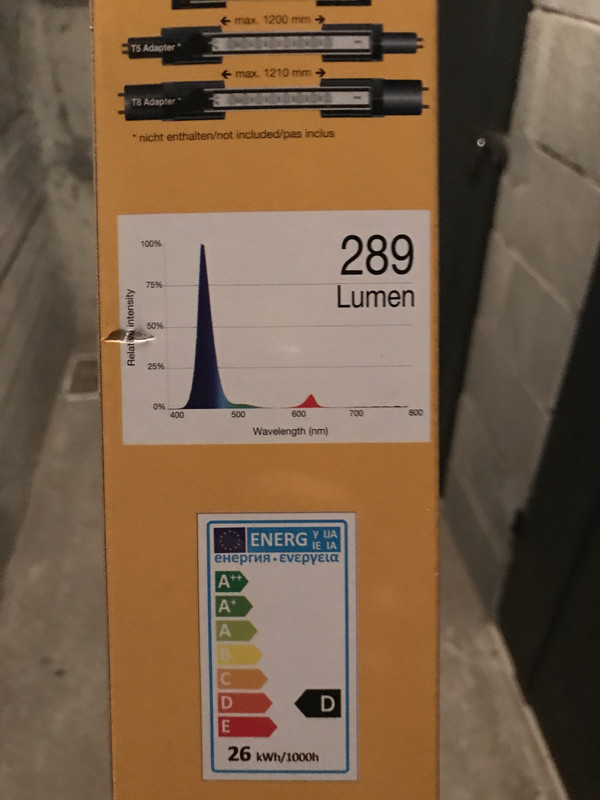 max. 1200 mm
T5 Adapter *
max. 1210 mm
T8 Adapter *
* nicht enthalten/not included/pas inclus
289
Lumen
100%
75%
50%
25%
0%
Relative intensity
400 500 600 700 800
Wavelength (nm)
ENERG Y UA
IE IA
енергия · ενεργεια
A++
A+
A
B
C
D
D
E
26 kWh/1000h